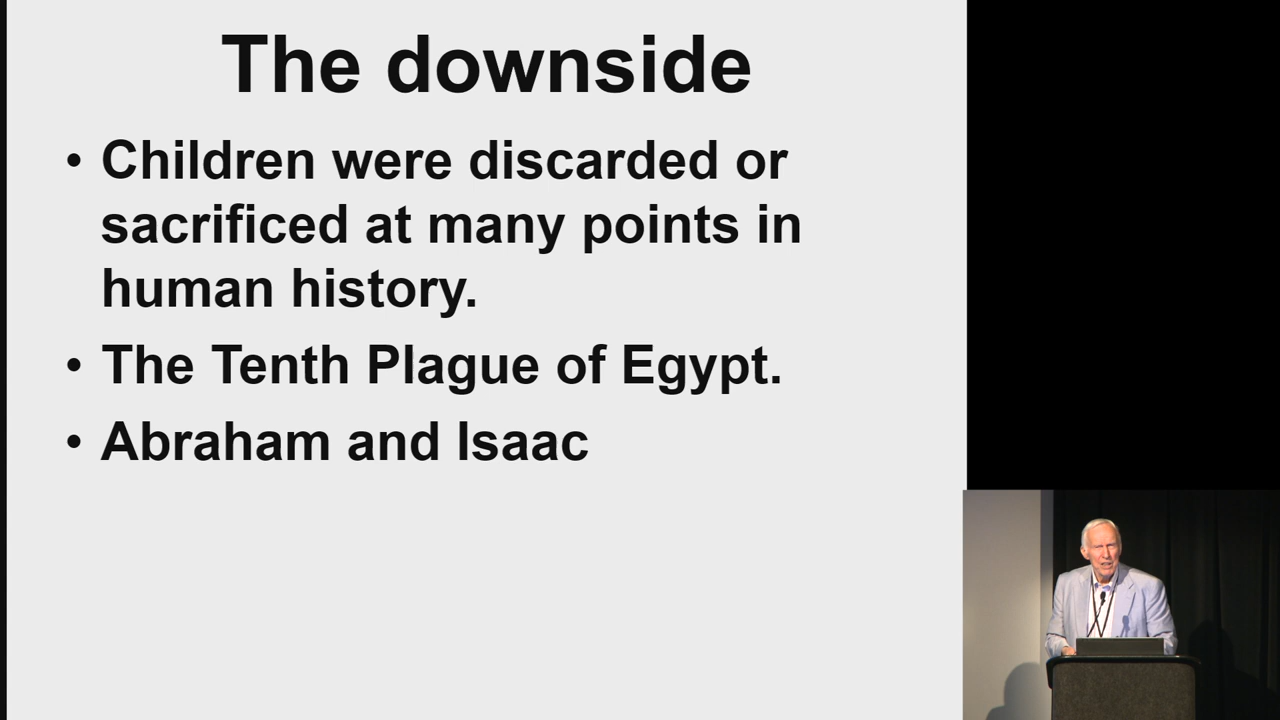 The downside
• Children were discarded or
sacrificed at many points in
human history.
• The Tenth Plague of Egypt.
• Abraham and Isaac